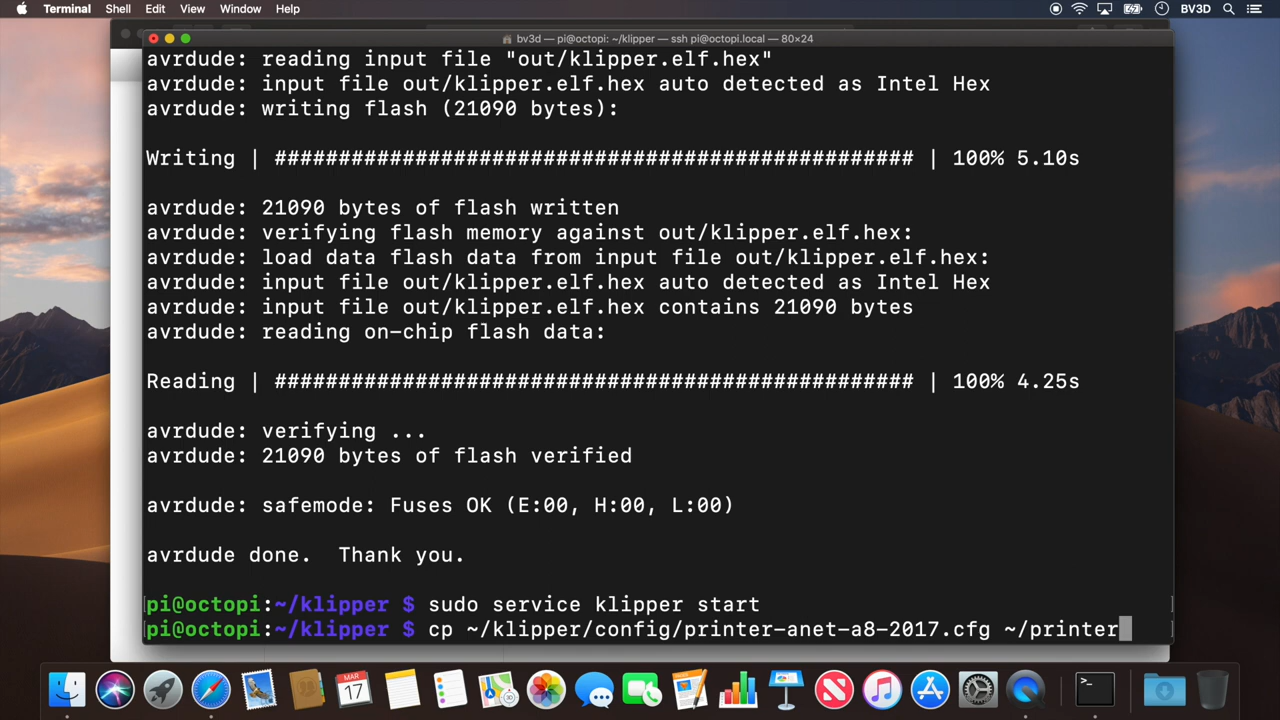 Terminal Shell Edit View Window Help BV3D
bv3d — pi@octopi: ~/klipper — ssh pi@octopi.local — 80×24
avrdude: reading input file "out/klipper.elf.hex"
avrdude: input file out/klipper.elf.hex auto detected as Intel Hex
avrdude: writing flash (21090 bytes):
Writing | ################################################## | 100% 5.10s
avrdude: 21090 bytes of flash written
avrdude: verifying flash memory against out/klipper.elf.hex:
avrdude: load data flash data from input file out/klipper.elf.hex:
avrdude: input file out/klipper.elf.hex auto detected as Intel Hex
avrdude: input file out/klipper.elf.hex contains 21090 bytes
avrdude: reading on-chip flash data:
Reading | ################################################## | 100% 4.25s
avrdude: verifying ...
avrdude: 21090 bytes of flash verified
avrdude: safemode: Fuses OK (E:00, H:00, L:00)
avrdude done.  Thank you.
[pi@octopi:~/klipper $ sudo service klipper start ]
[pi@octopi:~/klipper $ cp ~/klipper/config/printer-anet-a8-2017.cfg ~/printer ]
MAR
17
>_